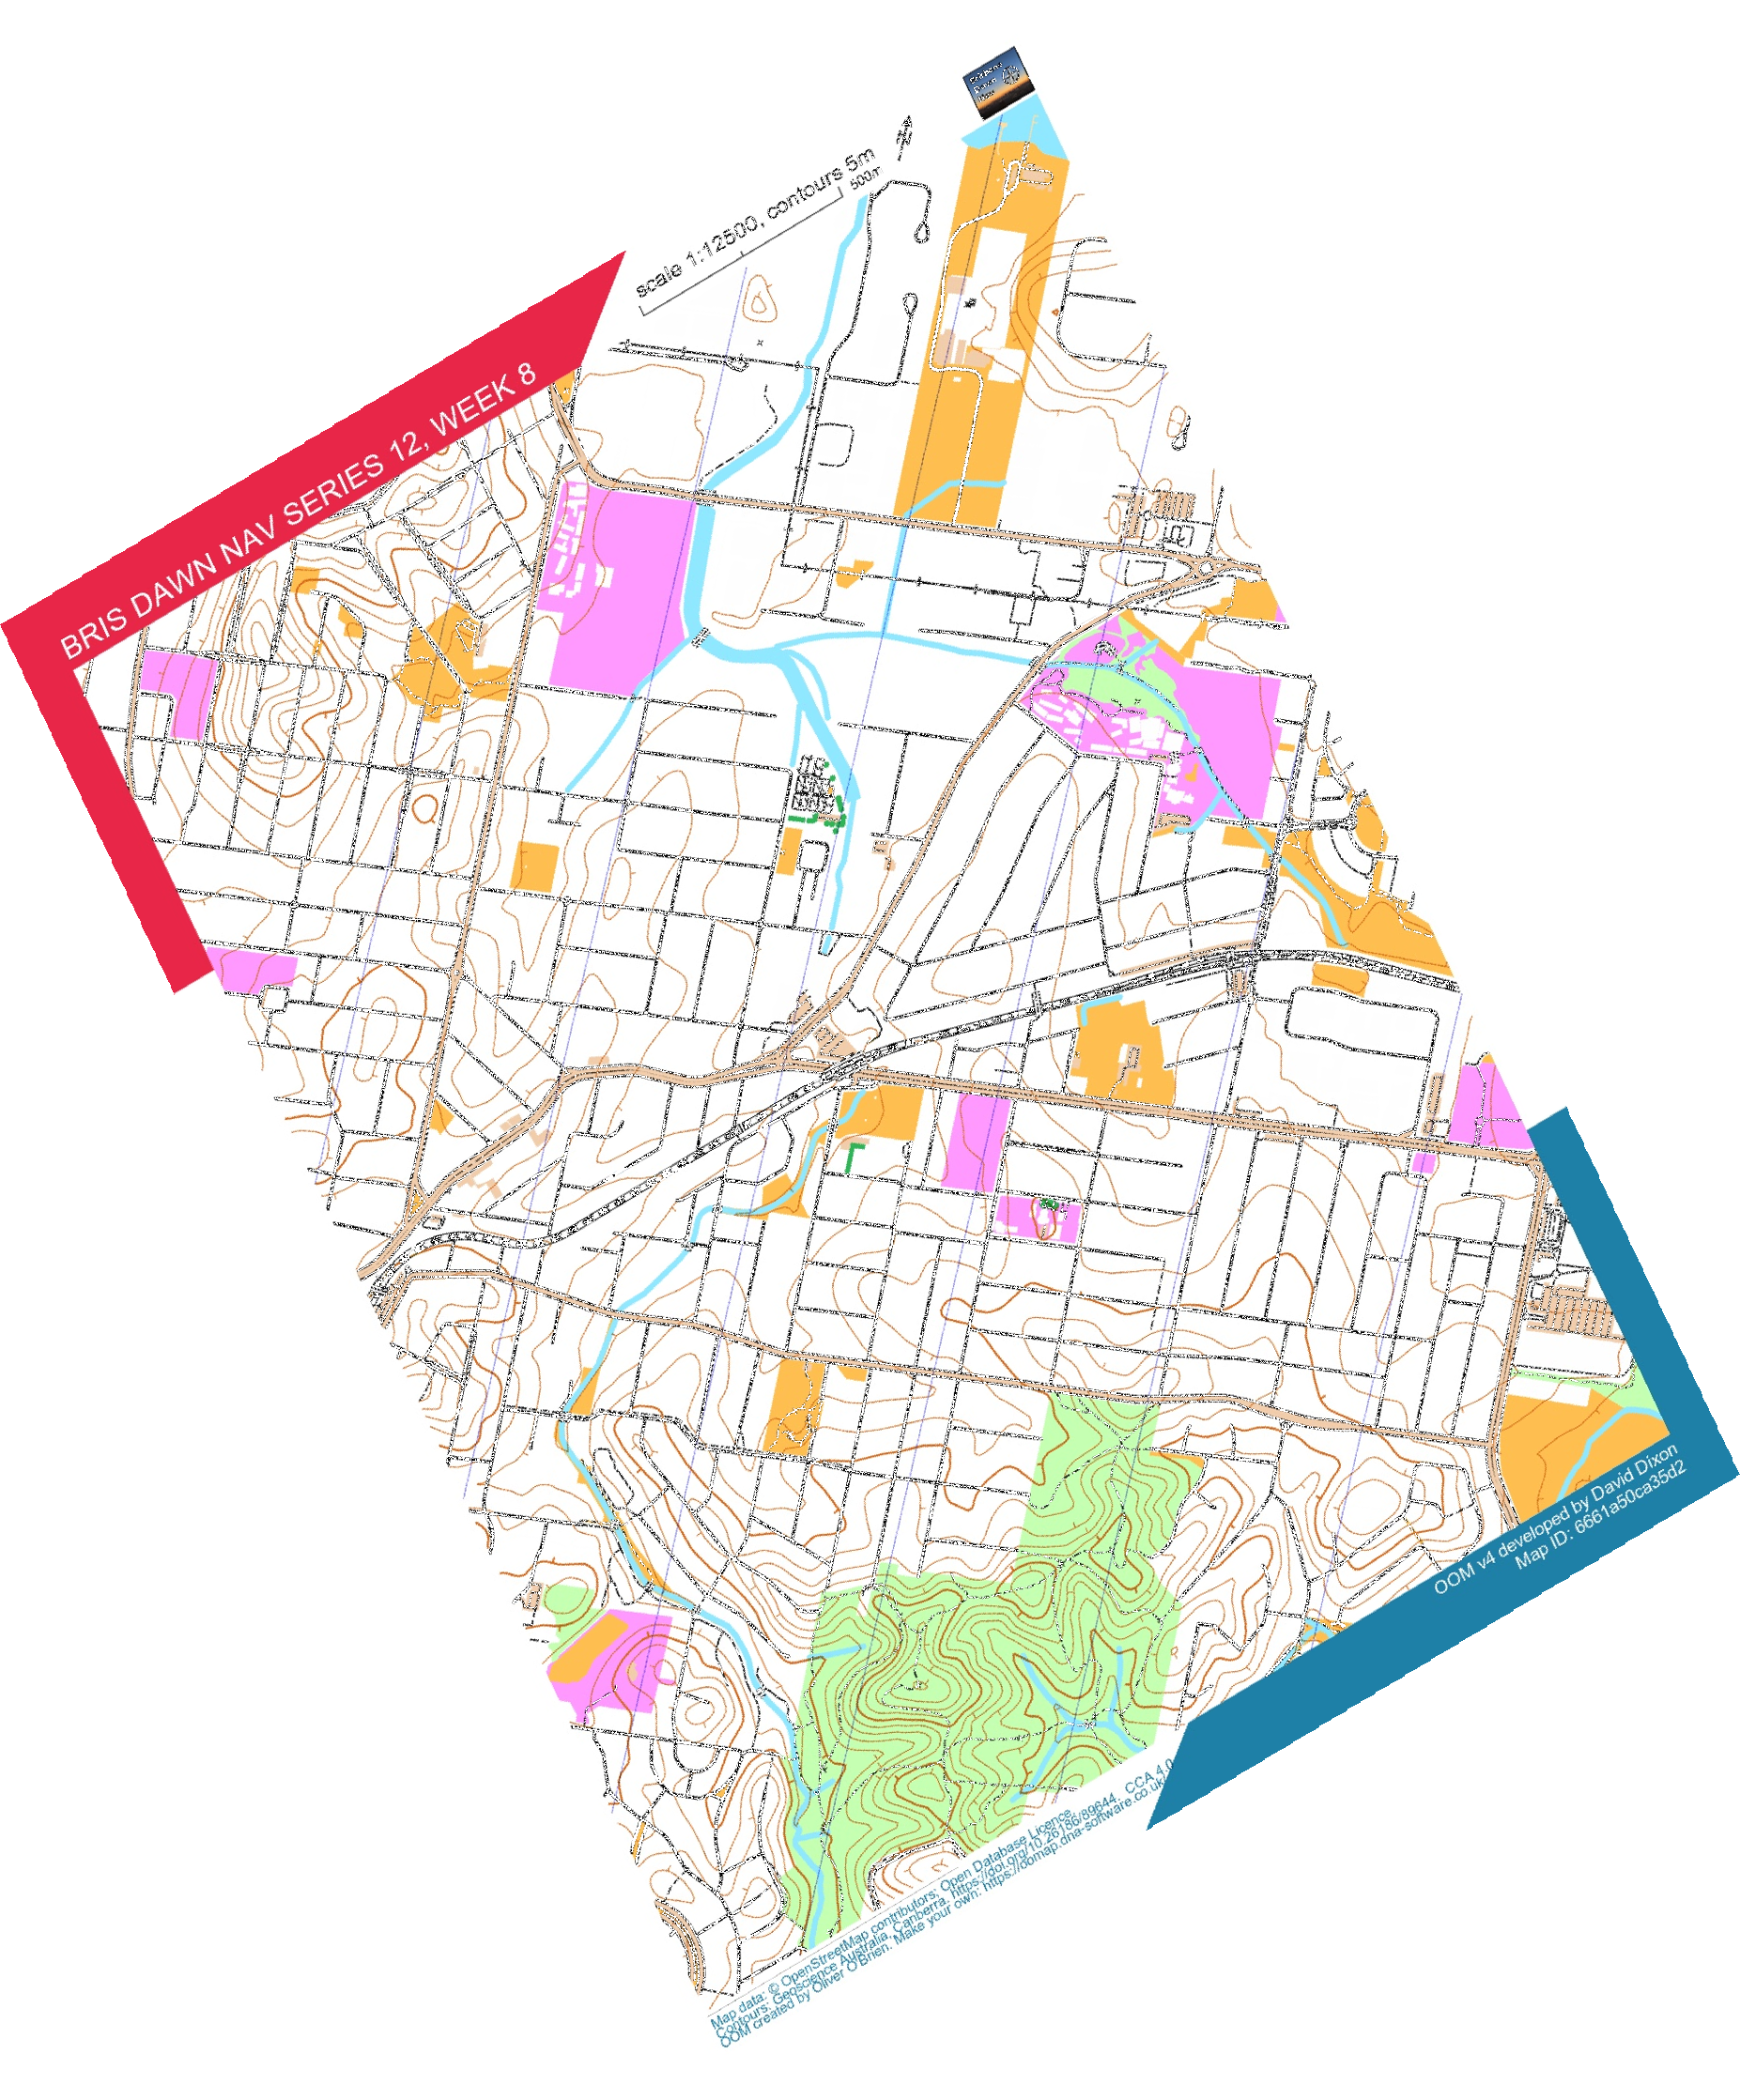 scale 1:12500, contours 5m
500m
BRIS DAWN NAV SERIES 12, WEEK 8
OOM v4 developed by David Dixon
Map ID: 6661a50ca35d2
Map data: © OpenStreetMap contributors, Open Database Licence.
Contours: Geoscience Australia, Canberra. https://doi.org/10.26186/89644, CCA 4.0
OOM created by Oliver O'Brien. Make your own: https://oomap.dna-software.co.uk/